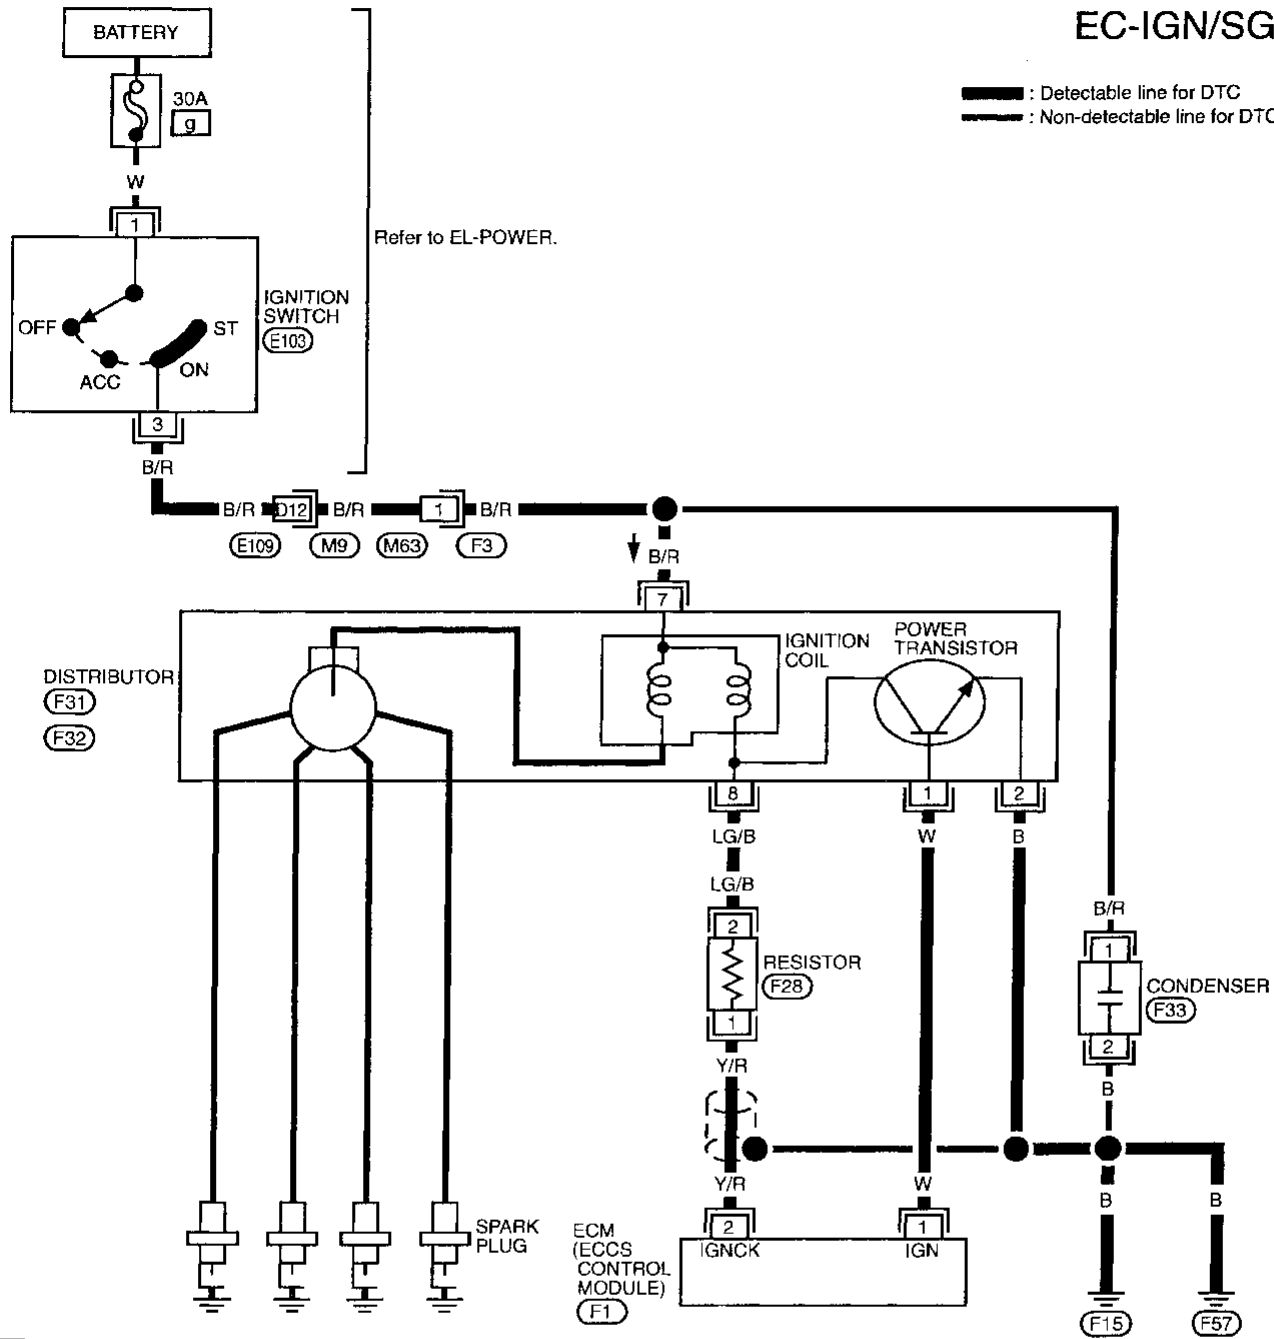 EC-IGN/SG
BATTERY
: Detectable line for DTC
: Non-detectable line for DTC
30A
g
W
1
Refer to EL-POWER.
IGNITION
SWITCH
E103
OFF
ST
ACC
ON
3
B/R
B/R D12 B/R 1 B/R
E109 M9 M63 F3
B/R
7
DISTRIBUTOR
F31
F32
IGNITION
COIL
POWER
TRANSISTOR
8 1 2
LG/B W B
LG/B
2
RESISTOR
F28
1
Y/R
B/R
1
CONDENSER
F33
2
B
Y/R W B B
SPARK
PLUG
ECM
(ECCS
CONTROL
MODULE)
F1
2 1
IGNCK IGN
F15 F57